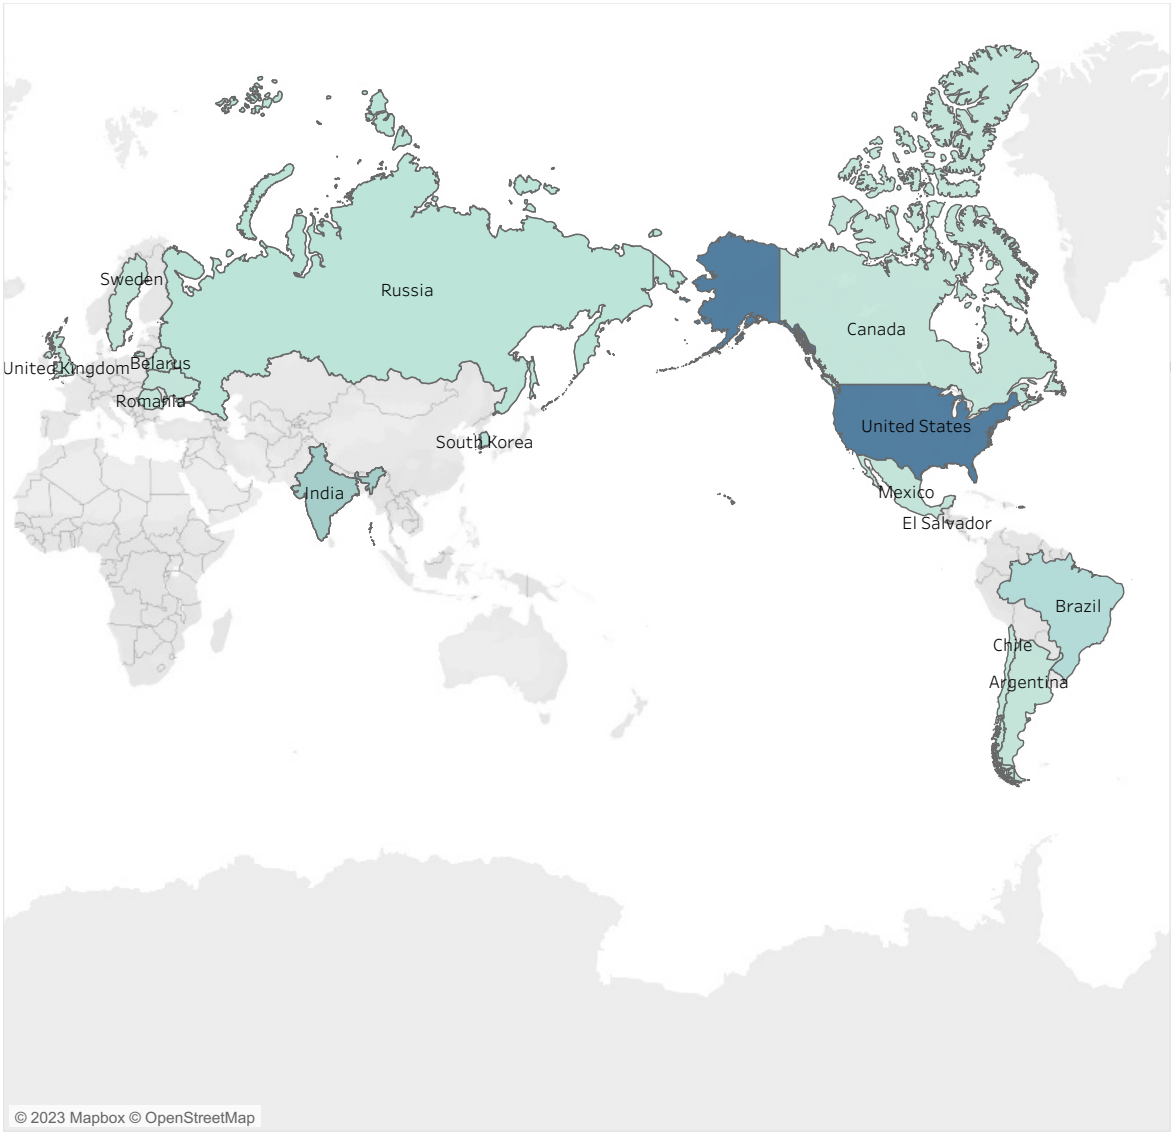 Sweden
Russia
Canada
United Kingdom
Belarus
Romania
United States
South Korea
India
Mexico
El Salvador
Brazil
Chile
Argentina
© 2023 Mapbox © OpenStreetMap